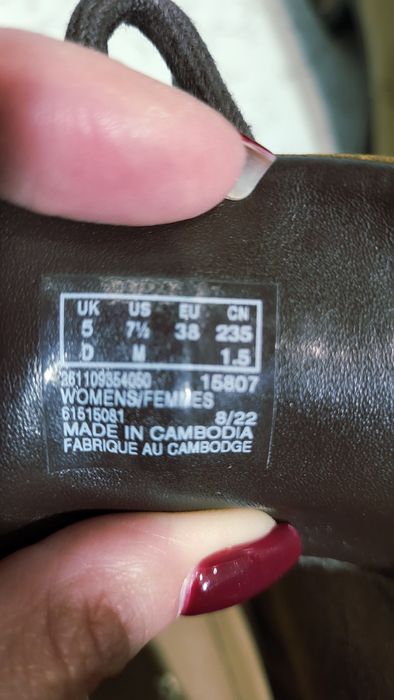 UK US EU CN
5 7½ 38 235
D M 1.5
261109354050 15807
WOMENS/FEMMES
61515081 8/22
MADE IN CAMBODIA
FABRIQUE AU CAMBODGE